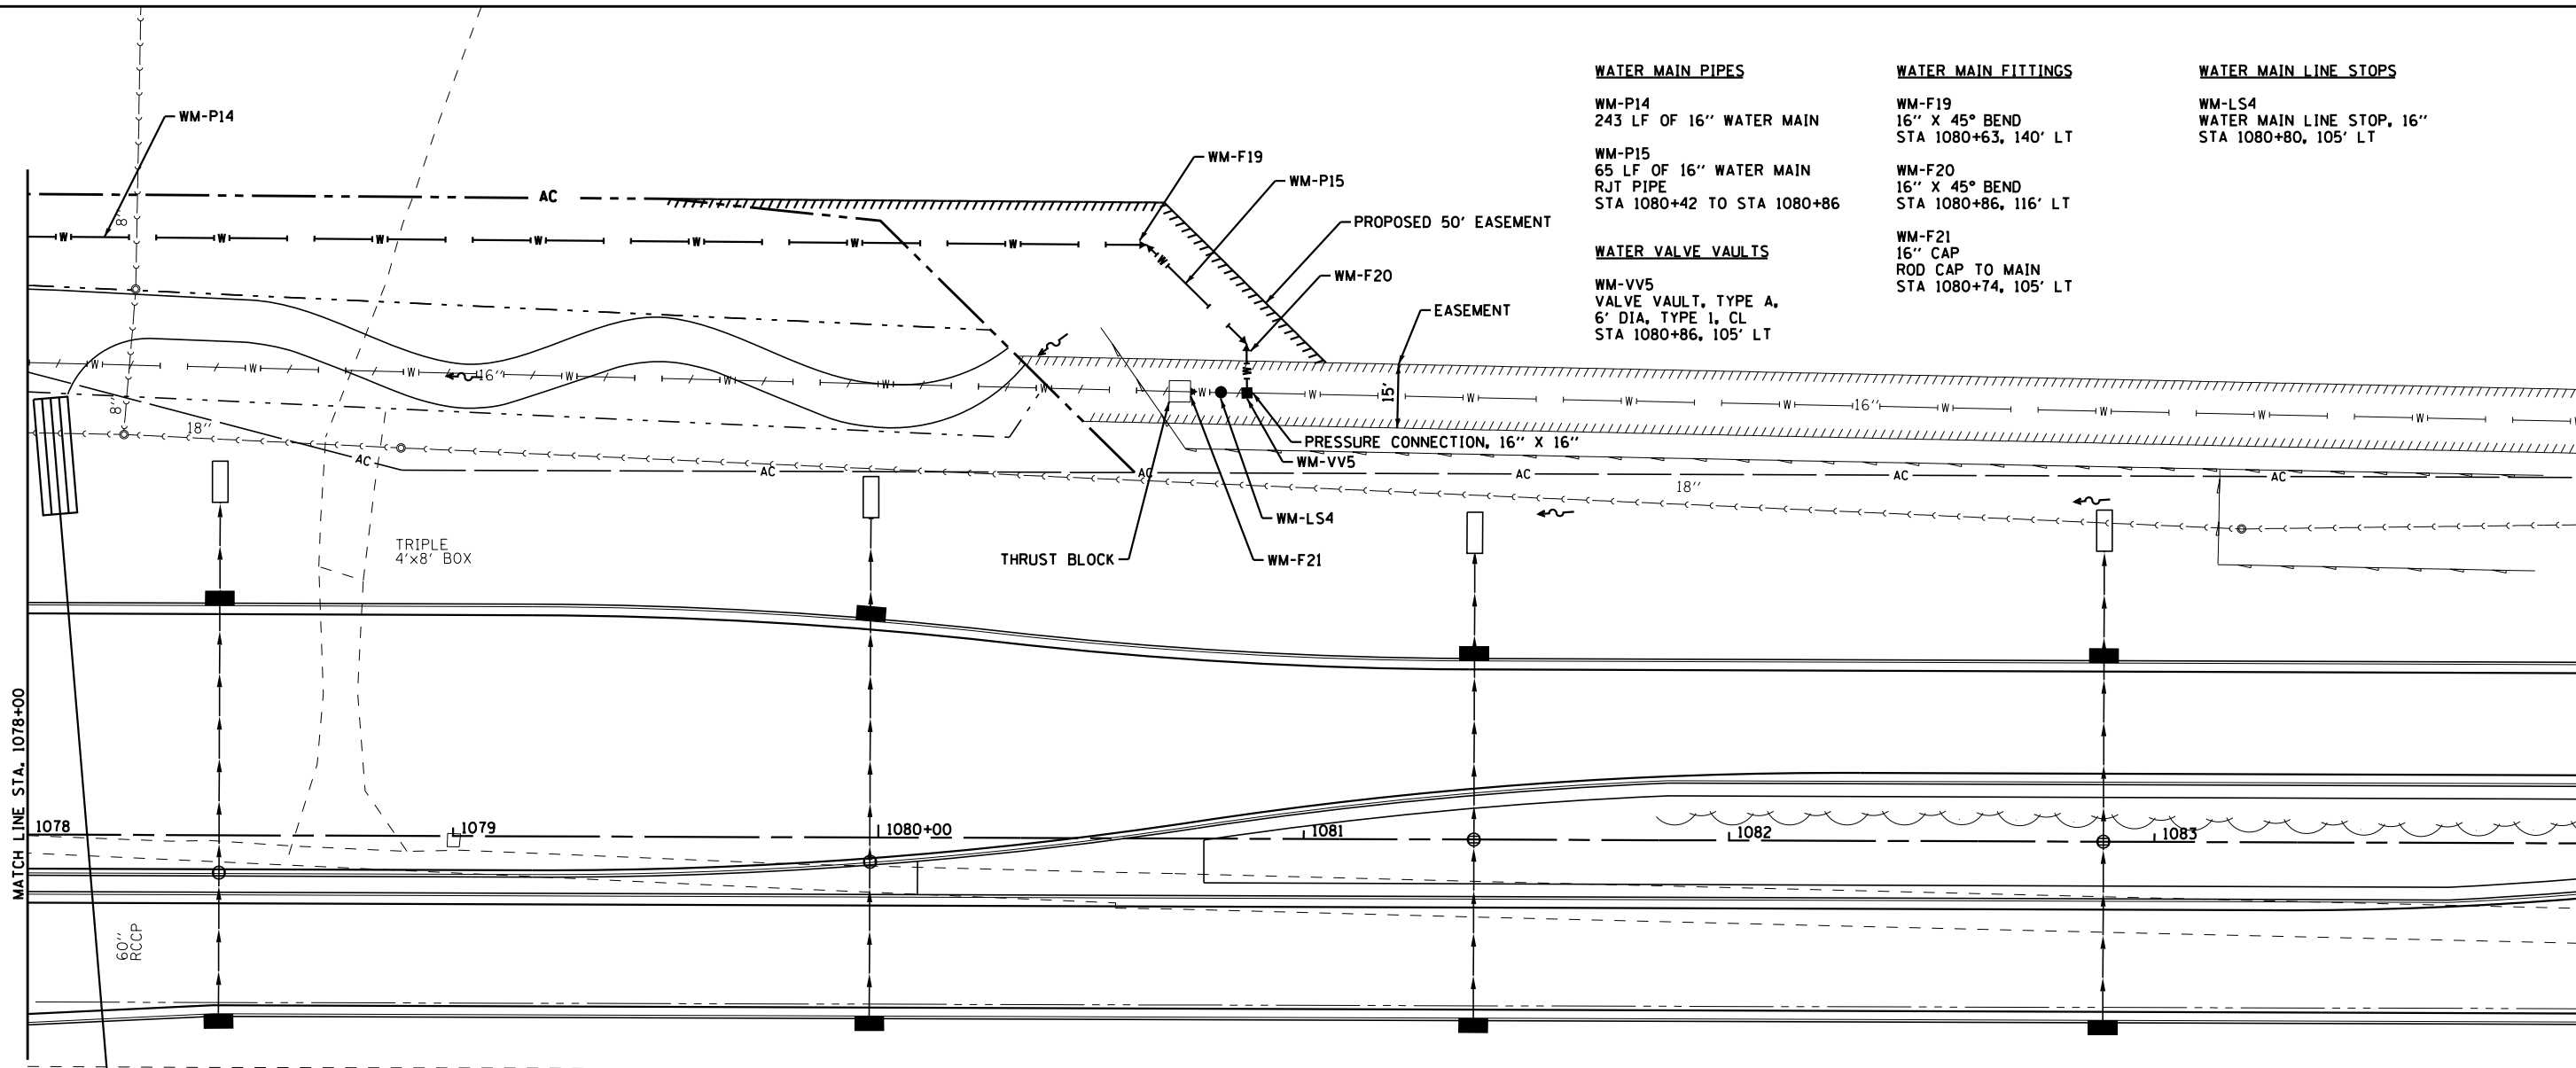 WATER MAIN PIPES
WM-P14
243 LF OF 16'' WATER MAIN
WM-P15
65 LF OF 16'' WATER MAIN
RJT PIPE
STA 1080+42 TO STA 1080+86
WATER VALVE VAULTS
WM-VV5
VALVE VAULT, TYPE A,
6' DIA, TYPE 1, CL
STA 1080+86, 105' LT
WATER MAIN FITTINGS
WM-F19
16'' X 45° BEND
STA 1080+63, 140' LT
WM-F20
16'' X 45° BEND
STA 1080+86, 116' LT
WM-F21
16'' CAP
ROD CAP TO MAIN
STA 1080+74, 105' LT
WATER MAIN LINE STOPS
WM-LS4
WATER MAIN LINE STOP, 16''
STA 1080+80, 105' LT
WM-P14
8''
AC
WM-F19
WM-P15
PROPOSED 50' EASEMENT
WM-F20
EASEMENT
W W W W W W W
W
W
W W 16'' W W W W W W
W W W 16'' W W W W
15'
8''
18''
PRESSURE CONNECTION, 16'' X 16''
WM-VV5
AC AC AC AC AC AC
18''
WM-LS4
THRUST BLOCK
WM-F21
TRIPLE
4'x8' BOX
MATCH LINE STA. 1078+00
1078
1079
1080+00
1081
1082
1083
60''
RCCP